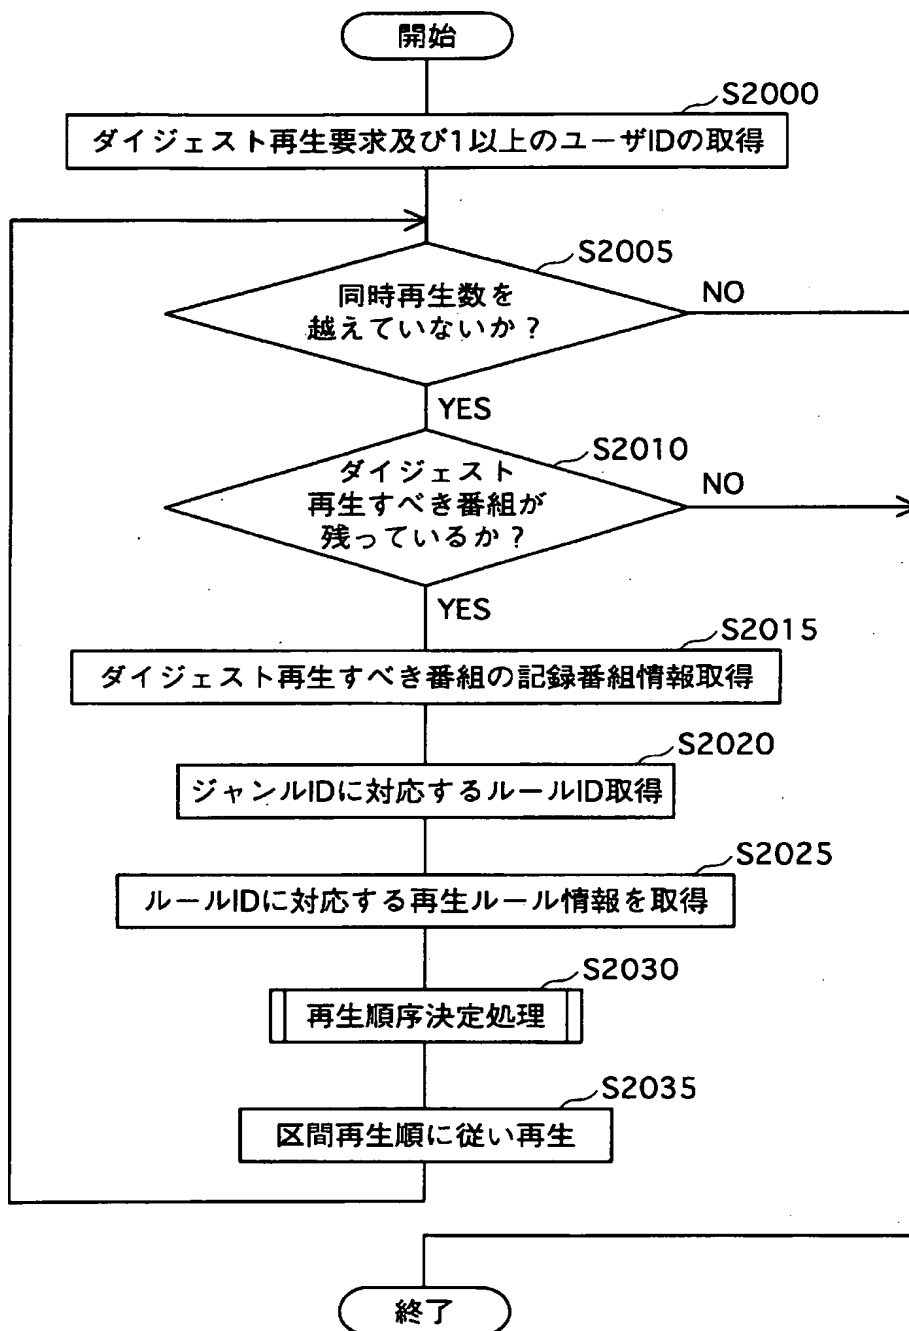 開始
S2000
ダイジェスト再生要求及び1以上のユーザIDの取得
S2005
同時再生数を
越えていないか？
NO
YES
S2010
ダイジェスト
再生すべき番組が
残っているか？
NO
YES
S2015
ダイジェスト再生すべき番組の記録番組情報取得
S2020
ジャンルIDに対応するルールID取得
S2025
ルールIDに対応する再生ルール情報を取得
S2030
再生順序決定処理
S2035
区間再生順に従い再生
終了